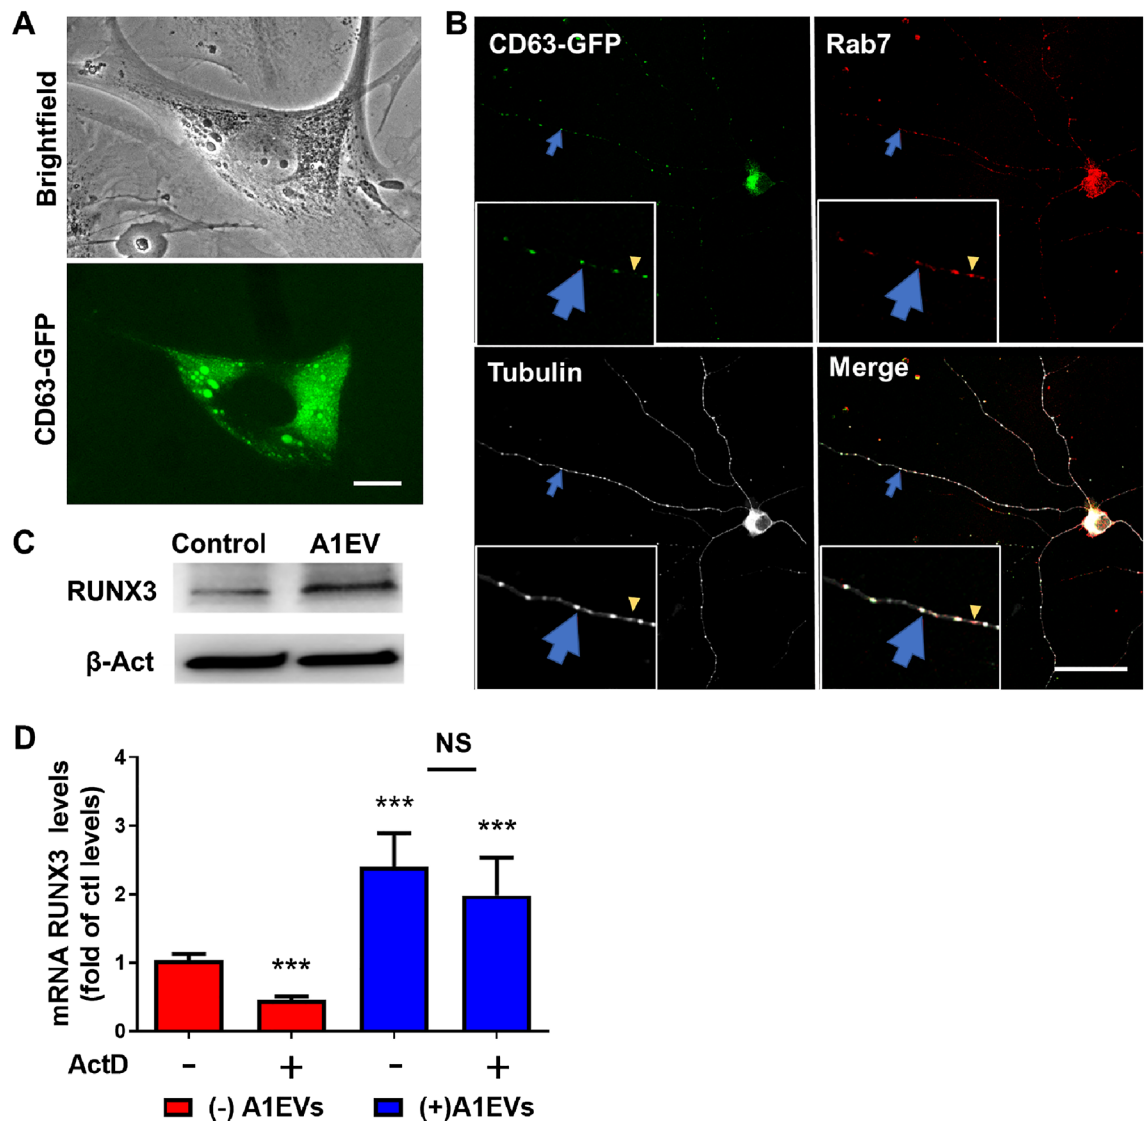 A
Brightfield
CD63-GFP
B
CD63-GFP
Rab7
Tubulin
Merge
C
Control
A1EV
RUNX3
β-Act
D
mRNA RUNX3 levels
(fold of ctl levels)
4
3
2
1
0
***
***
***
NS
ActD - + - +
(-) A1EVs
(+)A1EVs